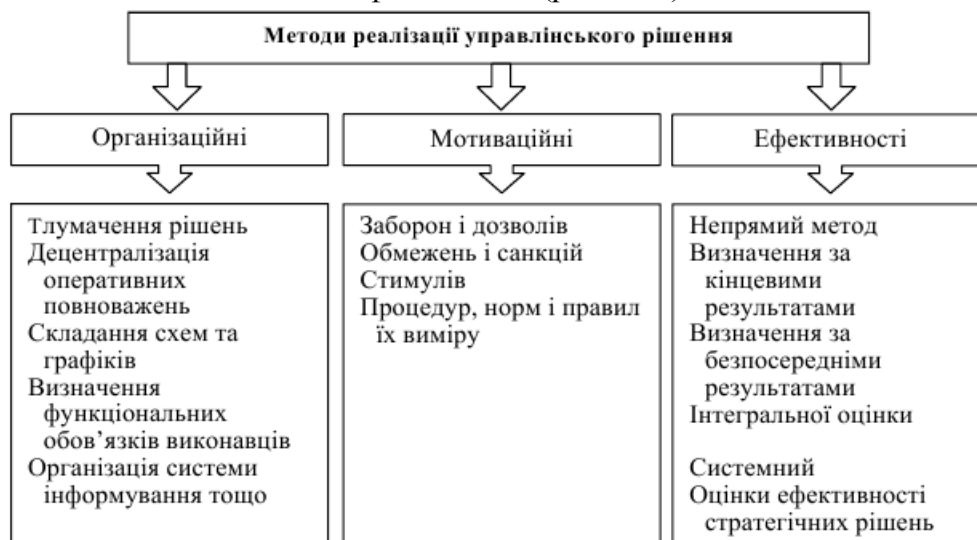 Методи реалізації управлінського рішення
Організаційні
Мотиваційні
Ефективності
Тлумачення рішень
Децентралізація
оперативних
повноважень
Складання схем та
графіків
Визначення
функціональних
обов’язків виконавців
Організація системи
інформування тощо
Заборон і дозволів
Обмежень і санкцій
Стимулів
Процедур, норм і правил
їх виміру
Непрямий метод
Визначення за
кінцевими
результатами
Визначення за
безпосередніми
результатами
Інтегральної оцінки
Системний
Оцінки ефективності
стратегічних рішень